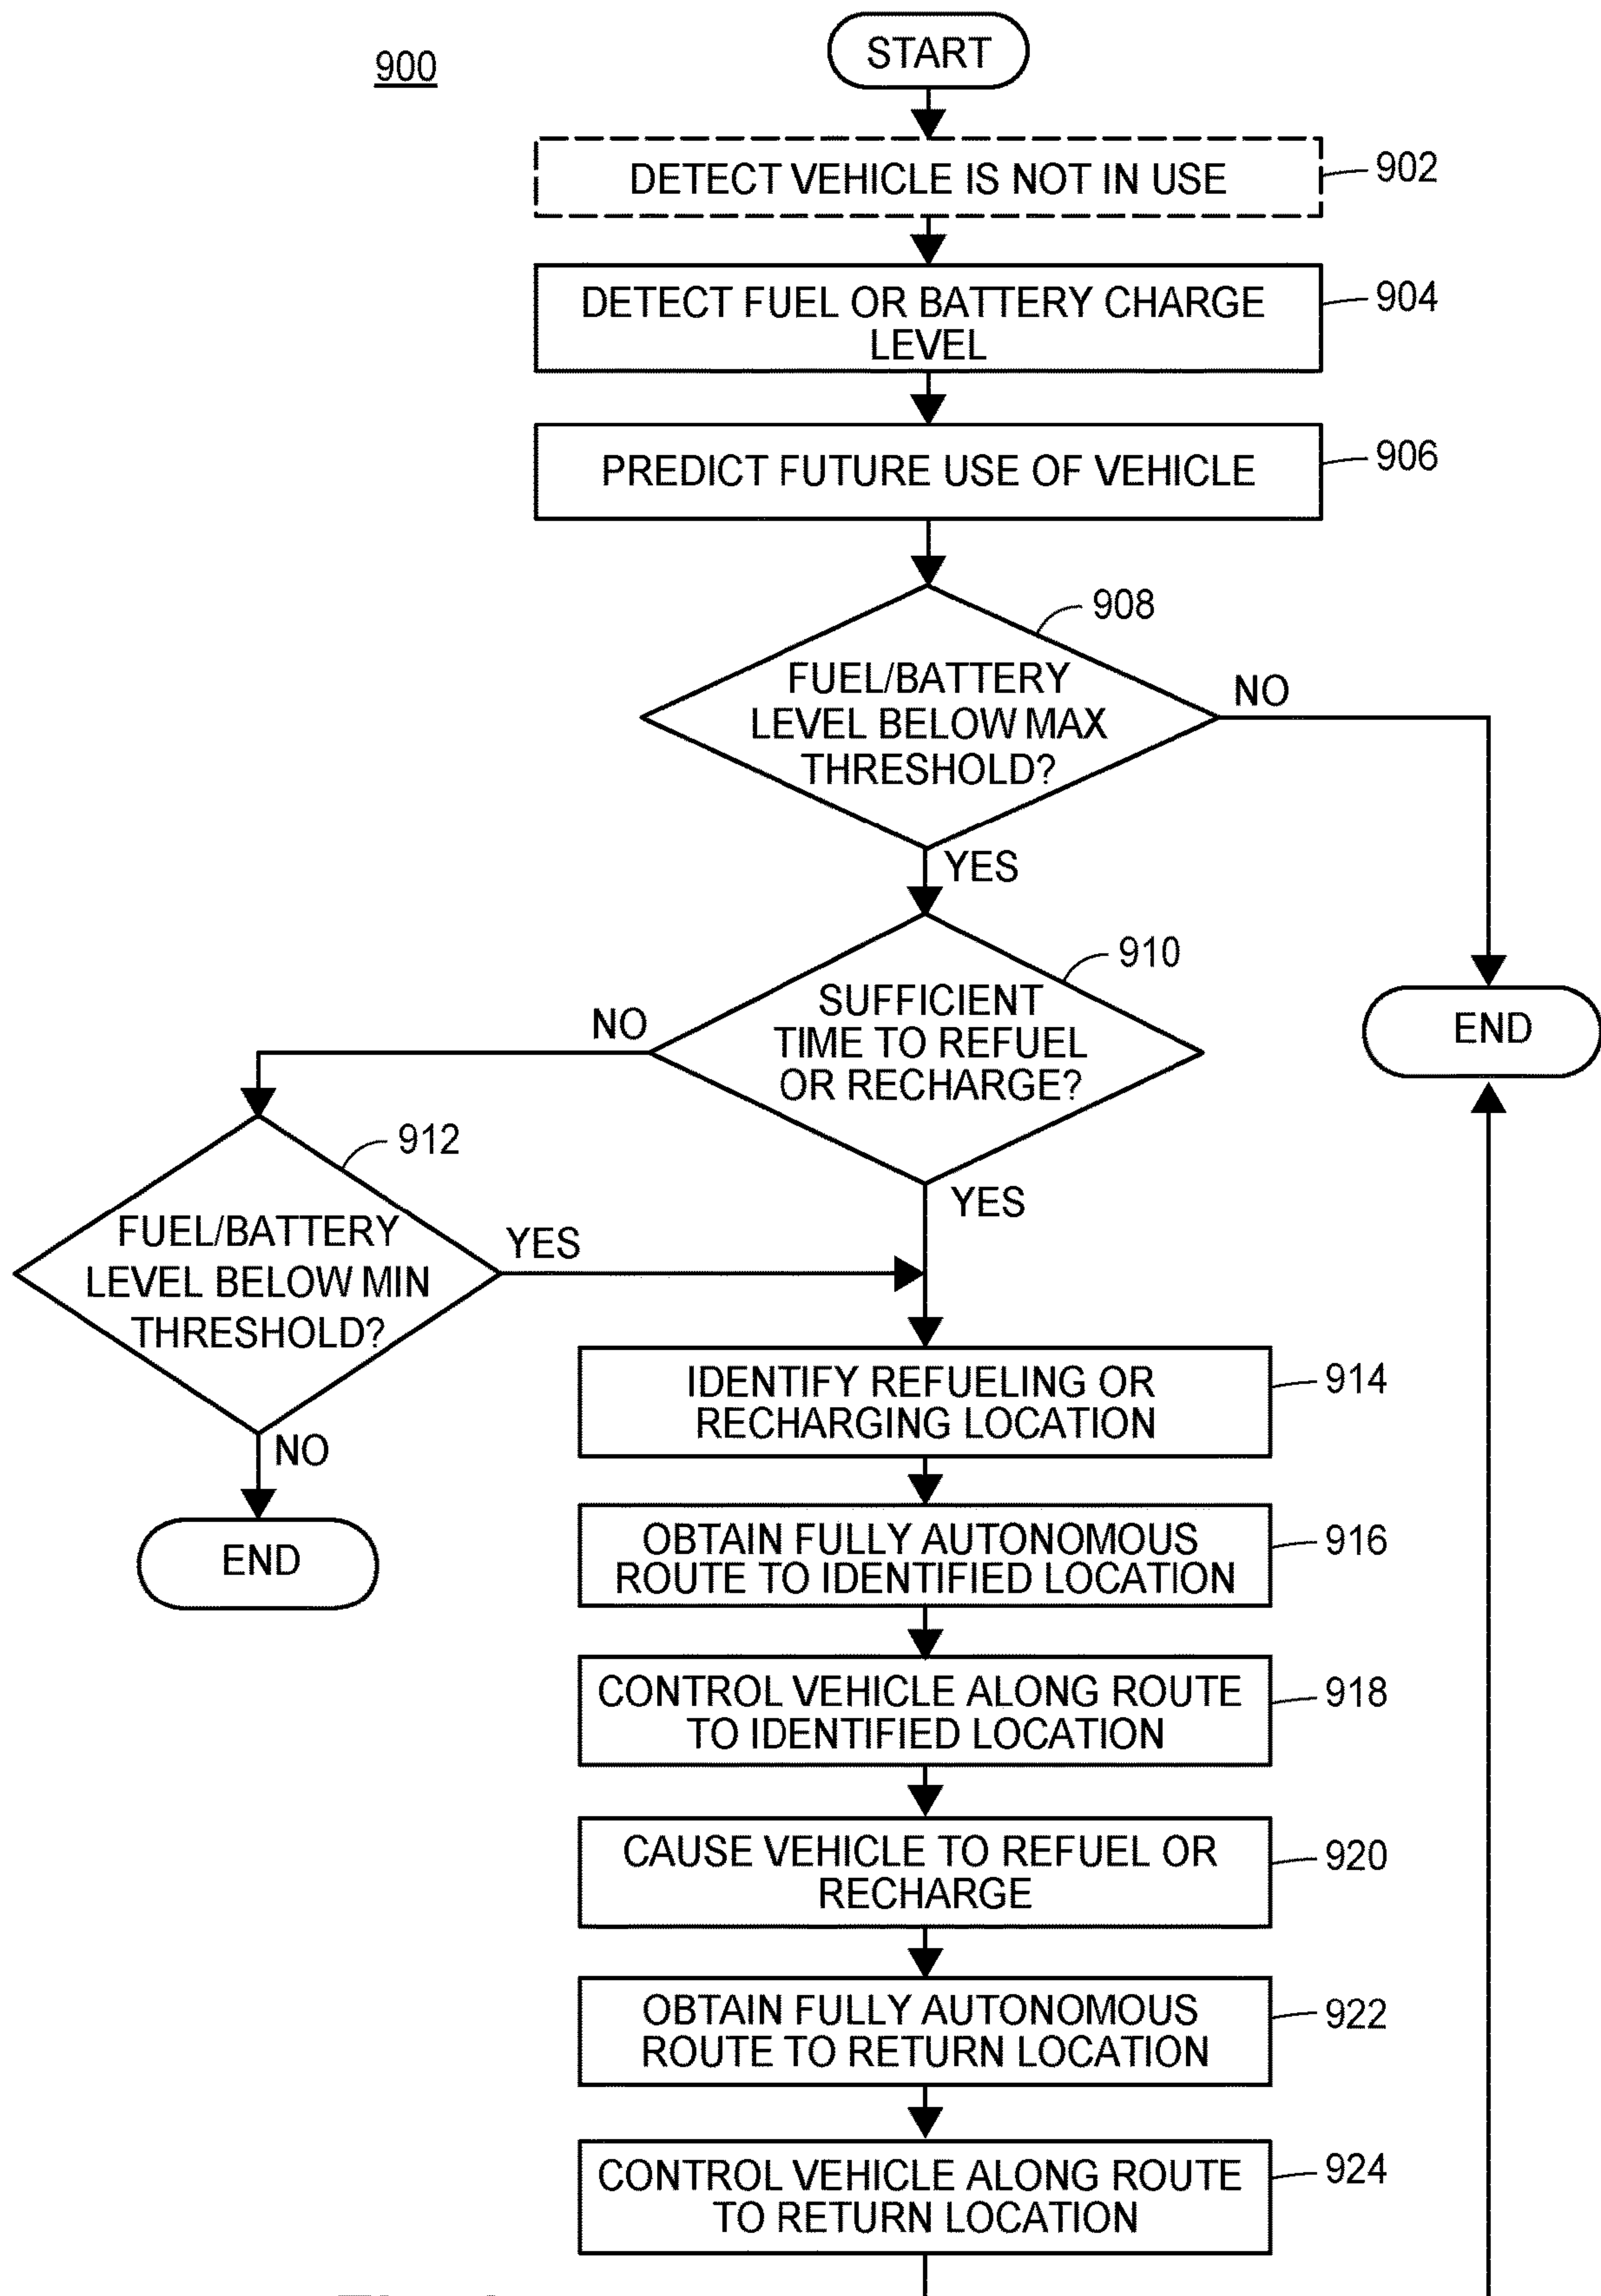 900
START
DETECT VEHICLE IS NOT IN USE
902
DETECT FUEL OR BATTERY CHARGE
LEVEL
904
PREDICT FUTURE USE OF VEHICLE
906
908
FUEL/BATTERY
LEVEL BELOW MAX
THRESHOLD?
NO
YES
910
SUFFICIENT
TIME TO REFUEL
OR RECHARGE?
NO
END
YES
912
FUEL/BATTERY
LEVEL BELOW MIN
THRESHOLD?
YES
NO
END
IDENTIFY REFUELING OR
RECHARGING LOCATION
914
OBTAIN FULLY AUTONOMOUS
ROUTE TO IDENTIFIED LOCATION
916
CONTROL VEHICLE ALONG ROUTE
TO IDENTIFIED LOCATION
918
CAUSE VEHICLE TO REFUEL OR
RECHARGE
920
OBTAIN FULLY AUTONOMOUS
ROUTE TO RETURN LOCATION
922
CONTROL VEHICLE ALONG ROUTE
TO RETURN LOCATION
924